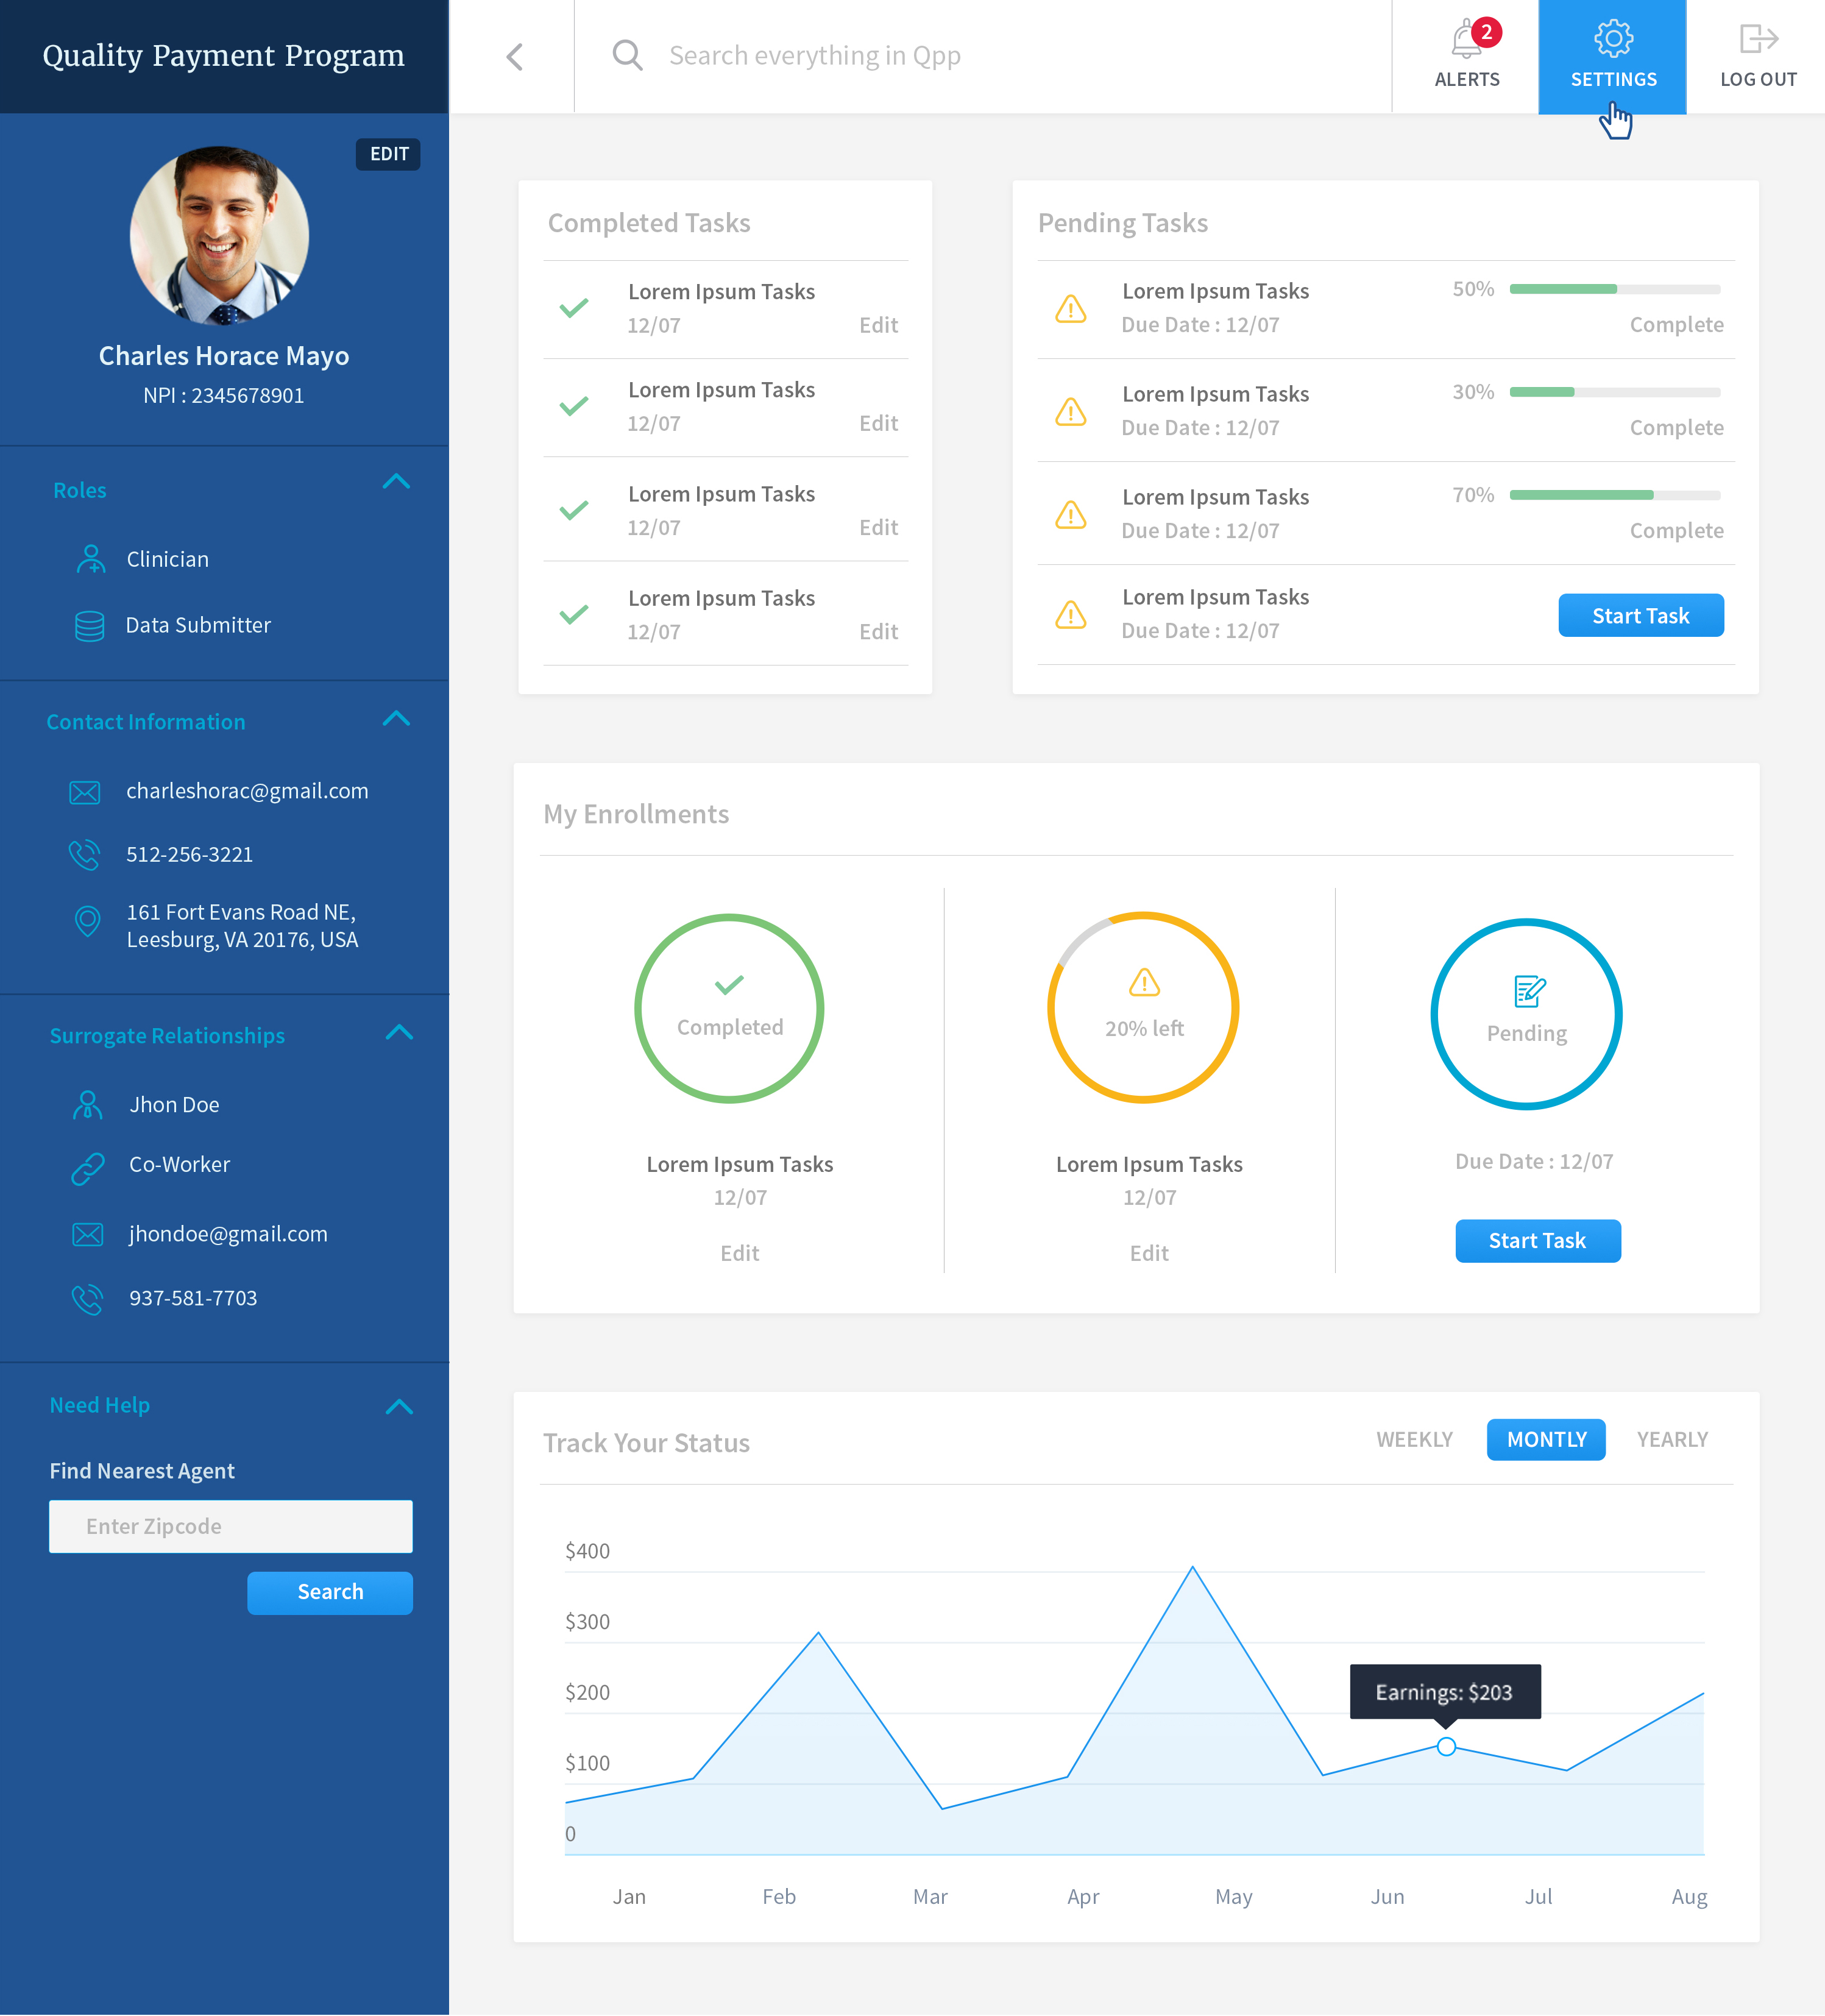 Quality Payment Program
Search everything in Qpp
2
ALERTS
SETTINGS
LOG OUT
EDIT
Charles Horace Mayo
NPI : 2345678901
Roles
Clinician
Data Submitter
Contact Information
charleshorac@gmail.com
512-256-3221
161 Fort Evans Road NE,
Leesburg, VA 20176, USA
Surrogate Relationships
Jhon Doe
Co-Worker
jhondoe@gmail.com
937-581-7703
Need Help
Find Nearest Agent
Enter Zipcode
Search
Completed Tasks
Lorem Ipsum Tasks
12/07
Edit
Lorem Ipsum Tasks
12/07
Edit
Lorem Ipsum Tasks
12/07
Edit
Lorem Ipsum Tasks
12/07
Edit
Pending Tasks
Lorem Ipsum Tasks
50%
Due Date : 12/07
Complete
Lorem Ipsum Tasks
30%
Due Date : 12/07
Complete
Lorem Ipsum Tasks
70%
Due Date : 12/07
Complete
Lorem Ipsum Tasks
Due Date : 12/07
Start Task
My Enrollments
Completed
Lorem Ipsum Tasks
12/07
Edit
20% left
Lorem Ipsum Tasks
12/07
Edit
Pending
Due Date : 12/07
Start Task
Track Your Status
WEEKLY
MONTLY
YEARLY
$400
$300
$200
$100
0
Earnings: $203
Jan
Feb
Mar
Apr
May
Jun
Jul
Aug